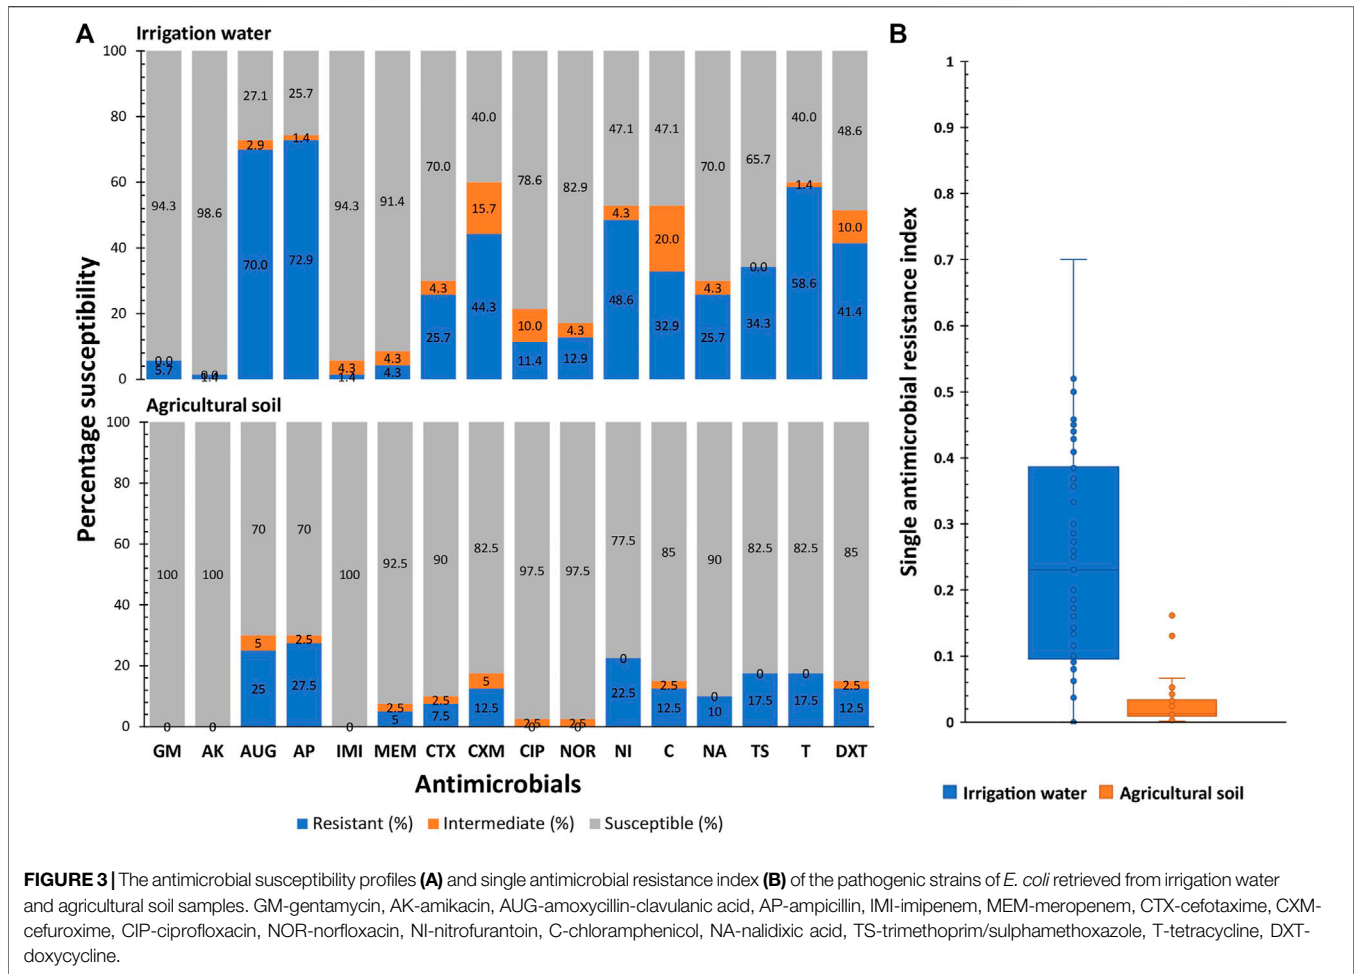 A
Irrigation water
100
80
60
40
20
0
94.3 98.6 27.1 25.7 94.3 91.4 70.0 40.0 78.6 82.9 47.1 47.1 70.0 65.7 40.0 48.6
0.0 0.0 2.9 1.4 4.3 4.3 4.3 15.7 10.0 4.3 4.3 20.0 4.3 0.0 1.4 10.0
5.7 1.4 70.0 72.9 1.4 4.3 25.7 44.3 11.4 12.9 48.6 32.9 25.7 34.3 58.6 41.4
Percentage susceptibility
Agricultural soil
100
80
60
40
20
0
100 100 70 70 100 92.5 90 82.5 97.5 97.5 77.5 85 90 82.5 82.5 85
5 2.5 2.5 2.5 5 2.5 2.5 0 2.5 0 0 0 2.5
0 0 25 27.5 0 5 7.5 12.5 0 0 22.5 12.5 10 17.5 17.5 12.5
GM AK AUG AP IMI MEM CTX CXM CIP NOR NI C NA TS T DXT
Antimicrobials
Resistant (%) Intermediate (%) Susceptible (%)
B
Single antimicrobial resistance index
1
0.9
0.8
0.7
0.6
0.5
0.4
0.3
0.2
0.1
0
Irrigation water Agricultural soil
FIGURE 3 | The antimicrobial susceptibility profiles (A) and single antimicrobial resistance index (B) of the pathogenic strains of E. coli retrieved from irrigation water
and agricultural soil samples. GM-gentamycin, AK-amikacin, AUG-amoxycillin-clavulanic acid, AP-ampicillin, IMI-imipenem, MEM-meropenem, CTX-cefotaxime, CXM-
cefuroxime, CIP-ciprofloxacin, NOR-norfloxacin, NI-nitrofurantoin, C-chloramphenicol, NA-nalidixic acid, TS-trimethoprim/sulphamethoxazole, T-tetracycline, DXT-
doxycycline.